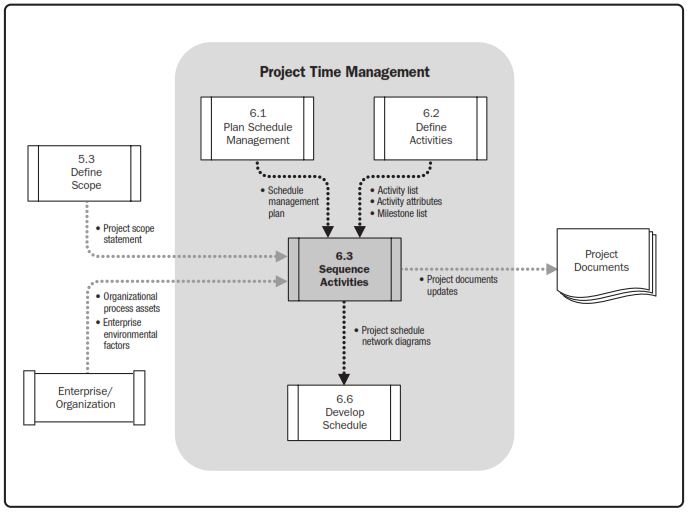 Project Time Management
6.1
Plan Schedule
Management
6.2
Define
Activities
5.3
Define
Scope
• Schedule
management
plan
• Activity list
• Activity attributes
• Milestone list
• Project scope
statement
6.3
Sequence
Activities
Project
Documents
• Project documents
updates
• Organizational
process assets
• Enterprise
environmental
factors
• Project schedule
network diagrams
Enterprise/
Organization
6.6
Develop
Schedule